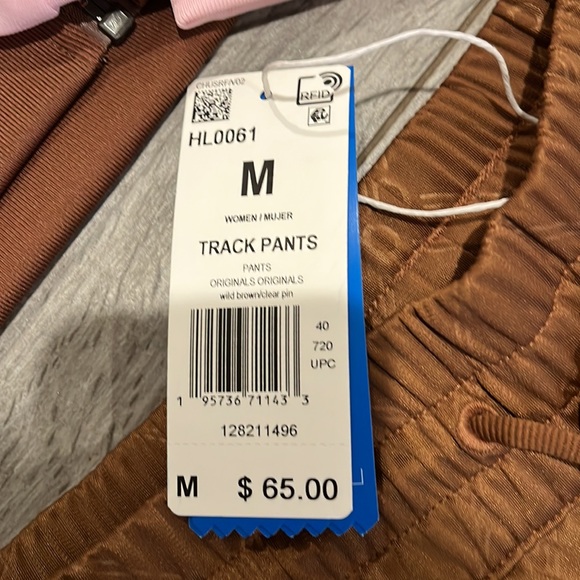 CHUSRFIV02
RFID
HL0061
M
WOMEN / MUJER
TRACK PANTS
PANTS
ORIGINALS ORIGINALS
wild brown/clear pin
40
720
UPC
1 95736 71143 3
128211496
M $ 65.00